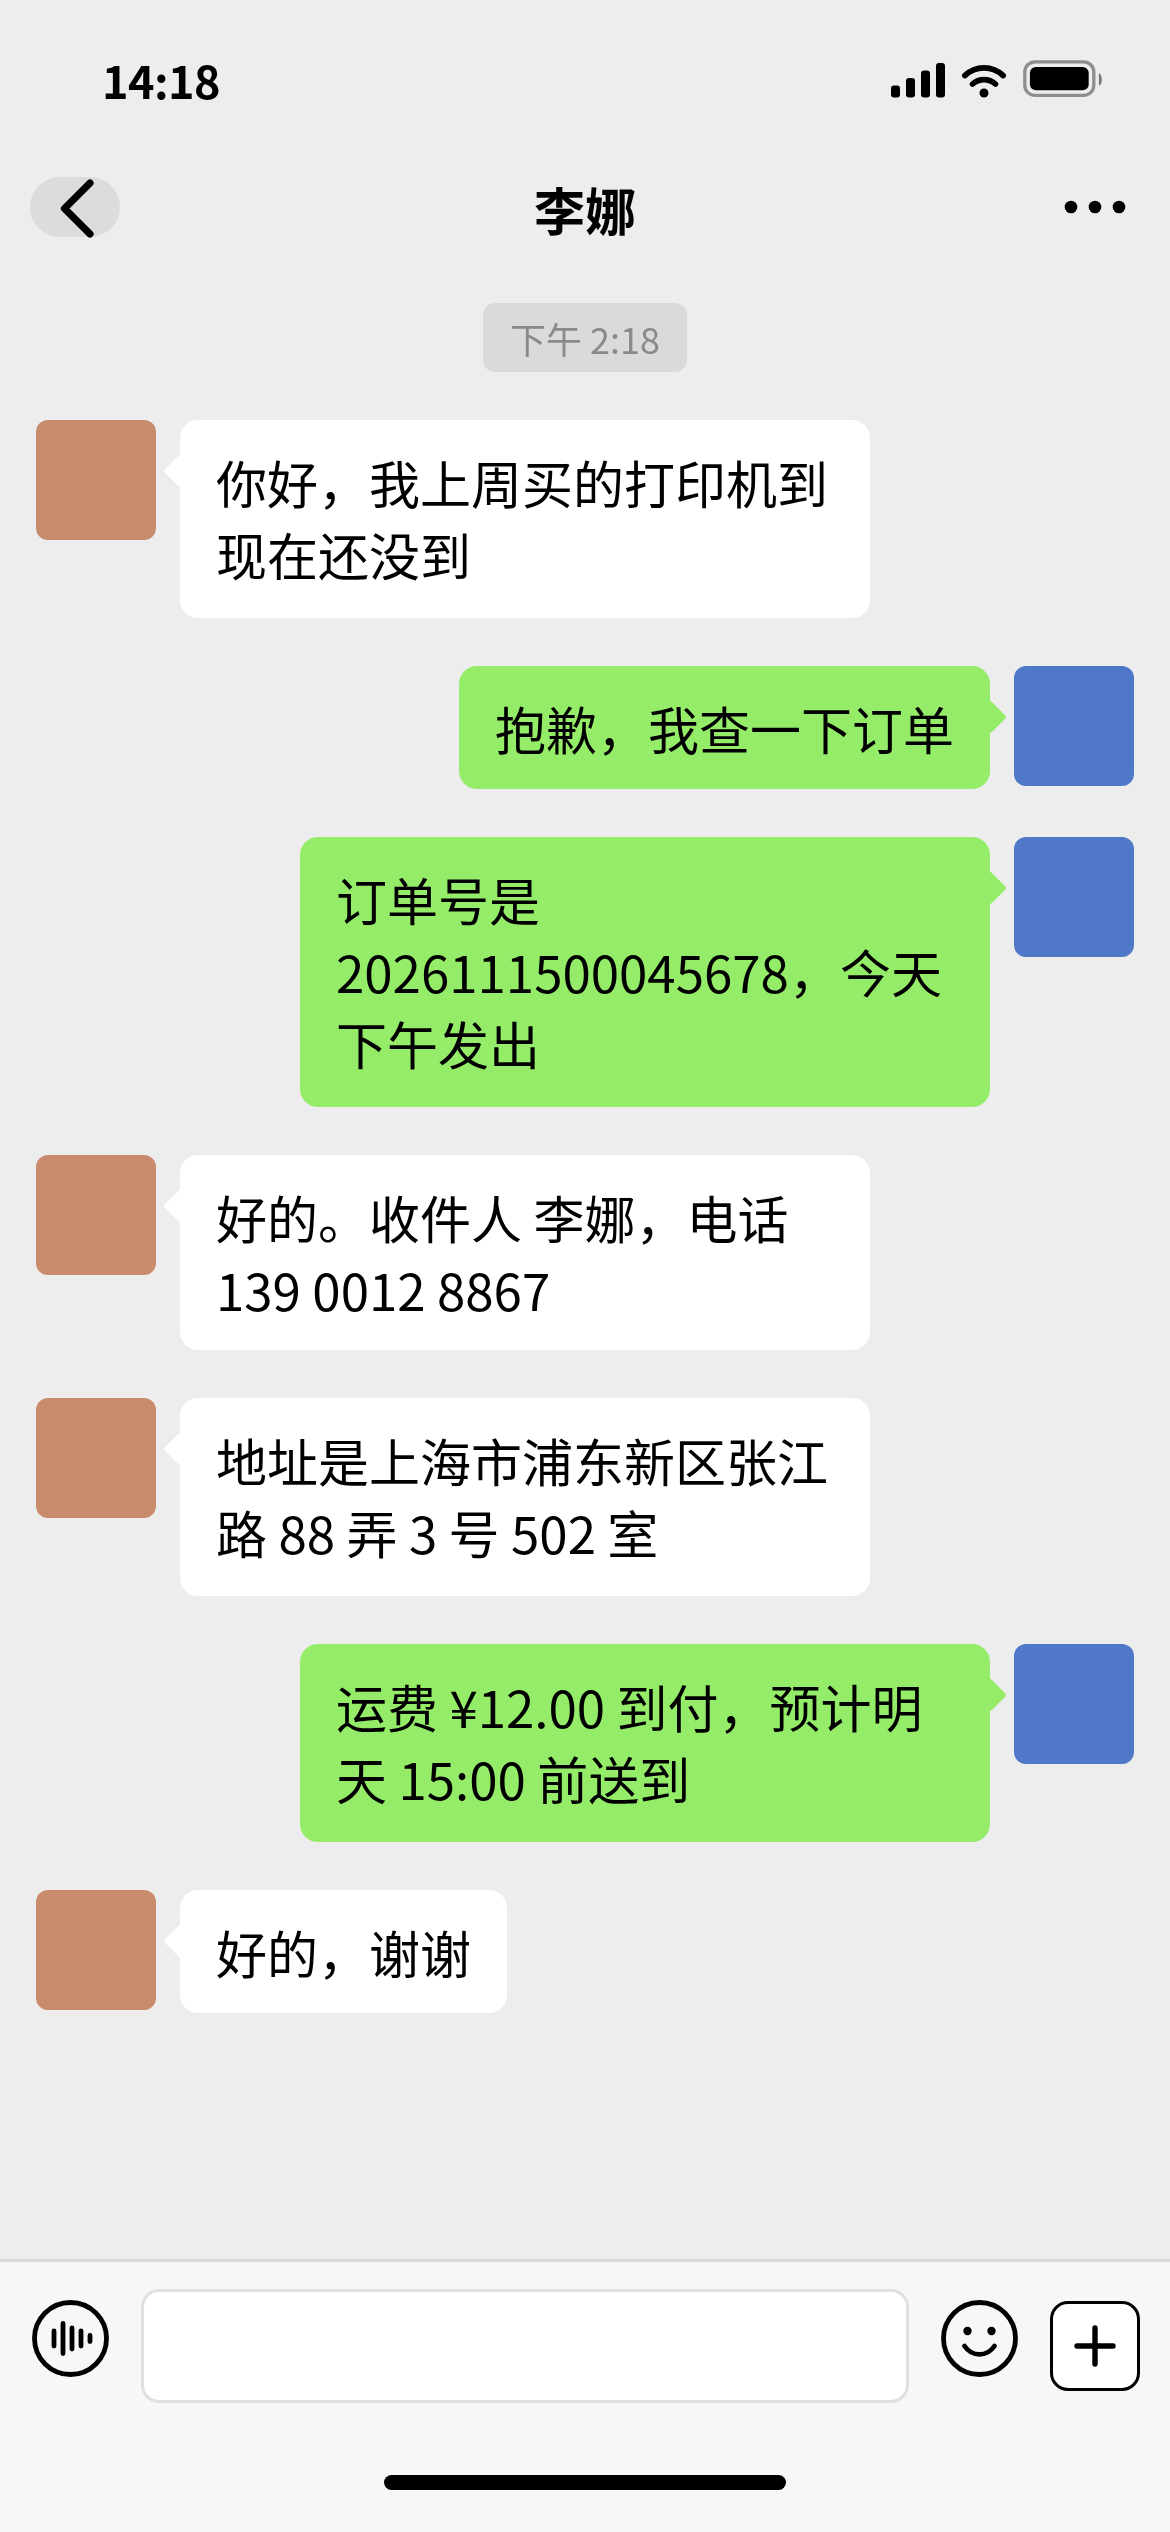 14:18
李娜
下午 2:18
你好，我上周买的打印机到
现在还没到
抱歉，我查一下订单
订单号是
2026111500045678，今天
下午发出
好的。收件人 李娜，电话
139 0012 8867
地址是上海市浦东新区张江
路 88 弄 3 号 502 室
运费 ¥12.00 到付，预计明
天 15:00 前送到
好的，谢谢